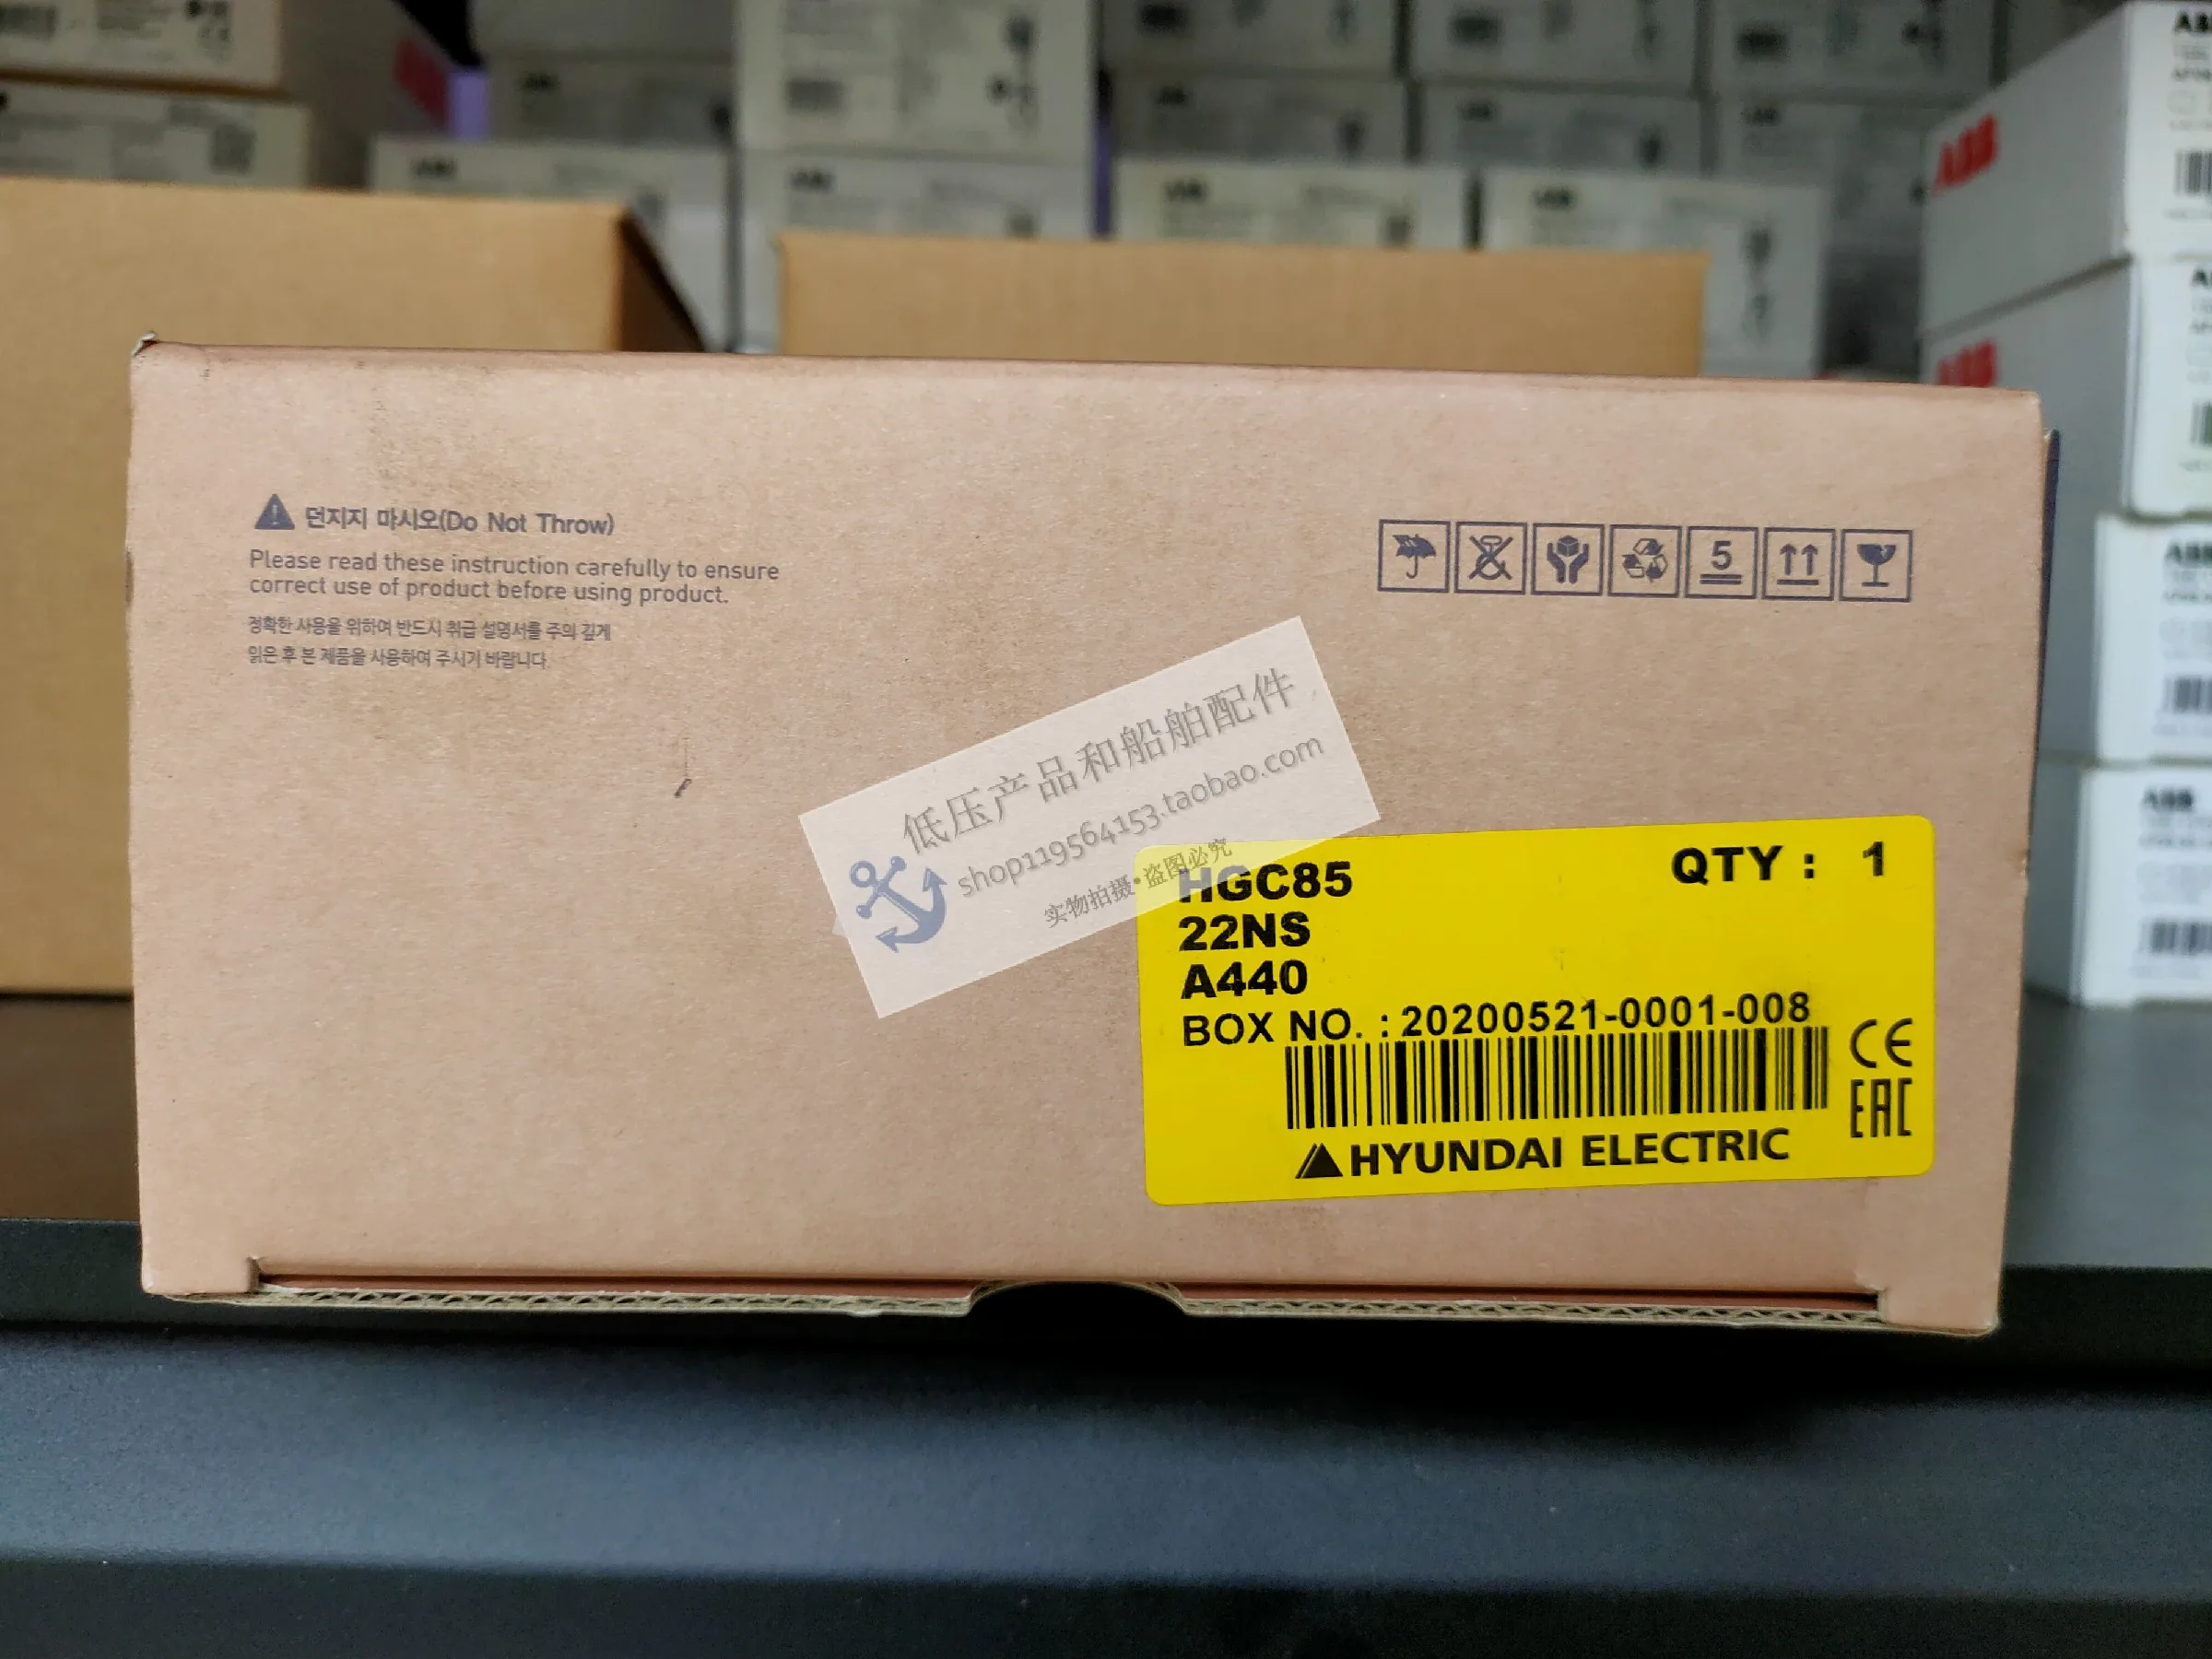 던지지 마시오(Do Not Throw)
Please read these instruction carefully to ensure
correct use of product before using product.
정확한 사용을 위하여 반드시 취급 설명서를 주의 깊게
읽은 후 본 제품을 사용하여 주시기 바랍니다.
5
低压产品和船舶配件
shop119564153.taobao.com
实物拍摄•盗图必究
HGC85
QTY : 1
22NS
A440
BOX NO. : 20200521-0001-008
CE
EAC
HYUNDAI ELECTRIC
ABB
ABB
ABB
ABB